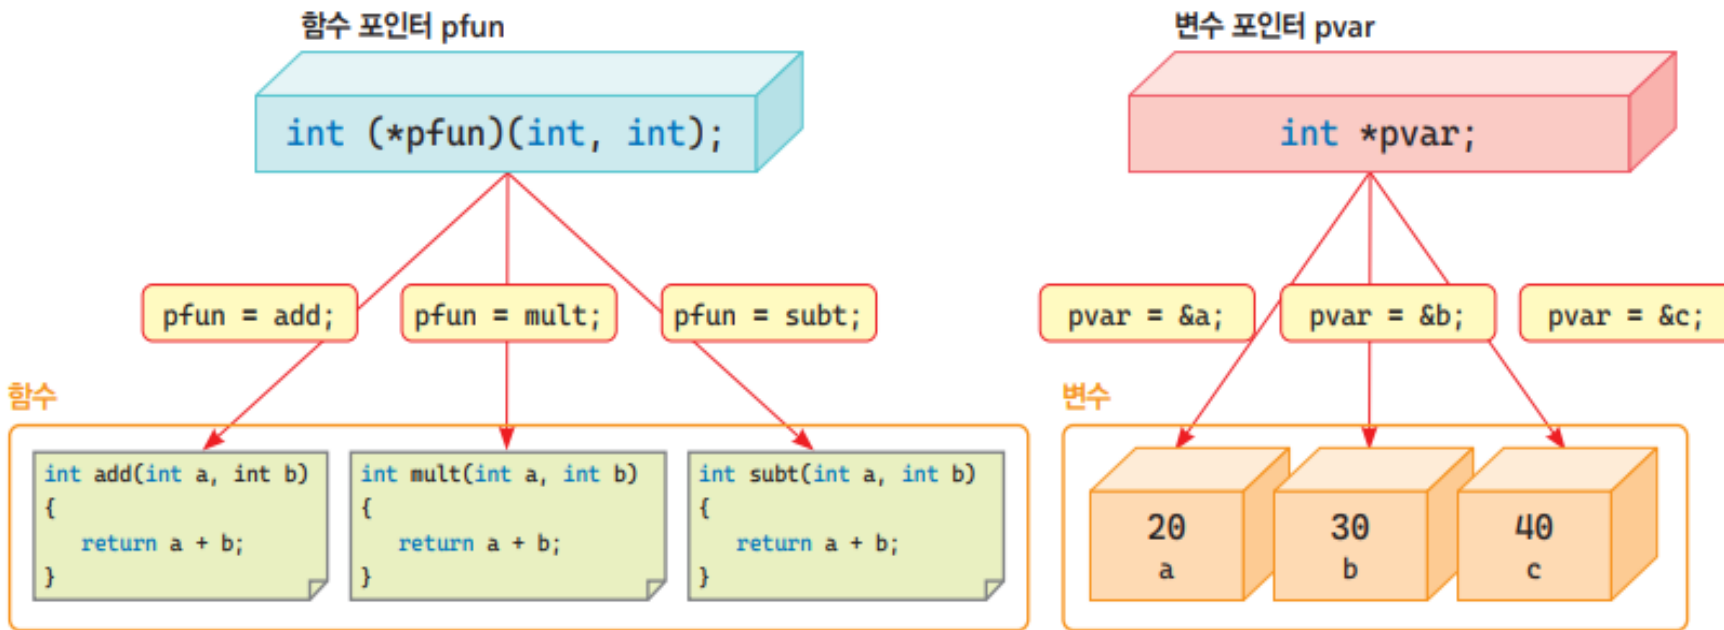 함수 포인터 pfun
int (*pfun)(int, int);
pfun = add;
pfun = mult;
pfun = subt;
함수
int add(int a, int b)
{
return a + b;
}
int mult(int a, int b)
{
return a + b;
}
int subt(int a, int b)
{
return a + b;
}
변수 포인터 pvar
int *pvar;
pvar = &a;
pvar = &b;
pvar = &c;
변수
20
a
30
b
40
c